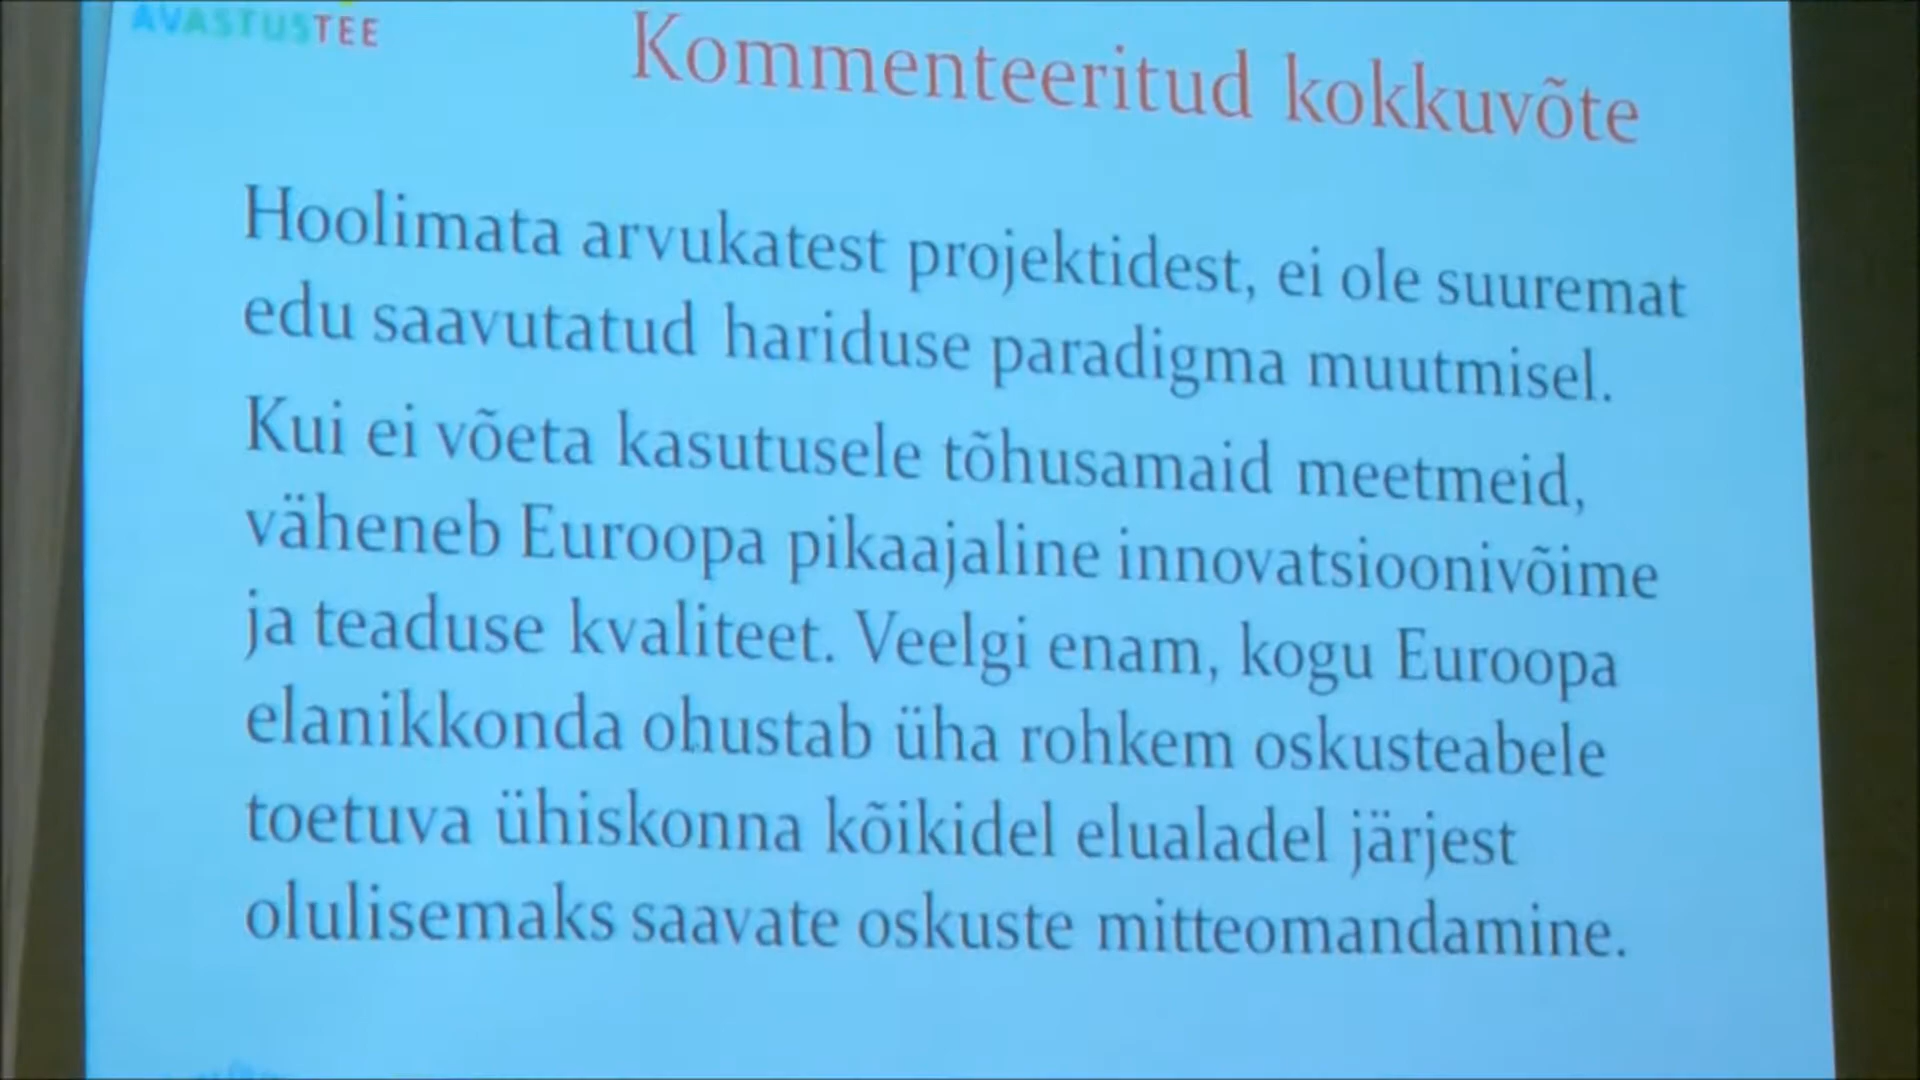 AVASTUSTEE
Kommenteeritud kokkuvõte
Hoolimata arvukatest projektidest, ei ole suuremat
edu saavutatud hariduse paradigma muutmisel.
Kui ei võeta kasutusele tõhusamaid meetmeid,
väheneb Euroopa pikaajaline innovatsioonivõime
ja teaduse kvaliteet. Veelgi enam, kogu Euroopa
elanikkonda ohustab üha rohkem oskusteabele
toetuva ühiskonna kõikidel elualadel järjest
olulisemaks saavate oskuste mitteomandamine.